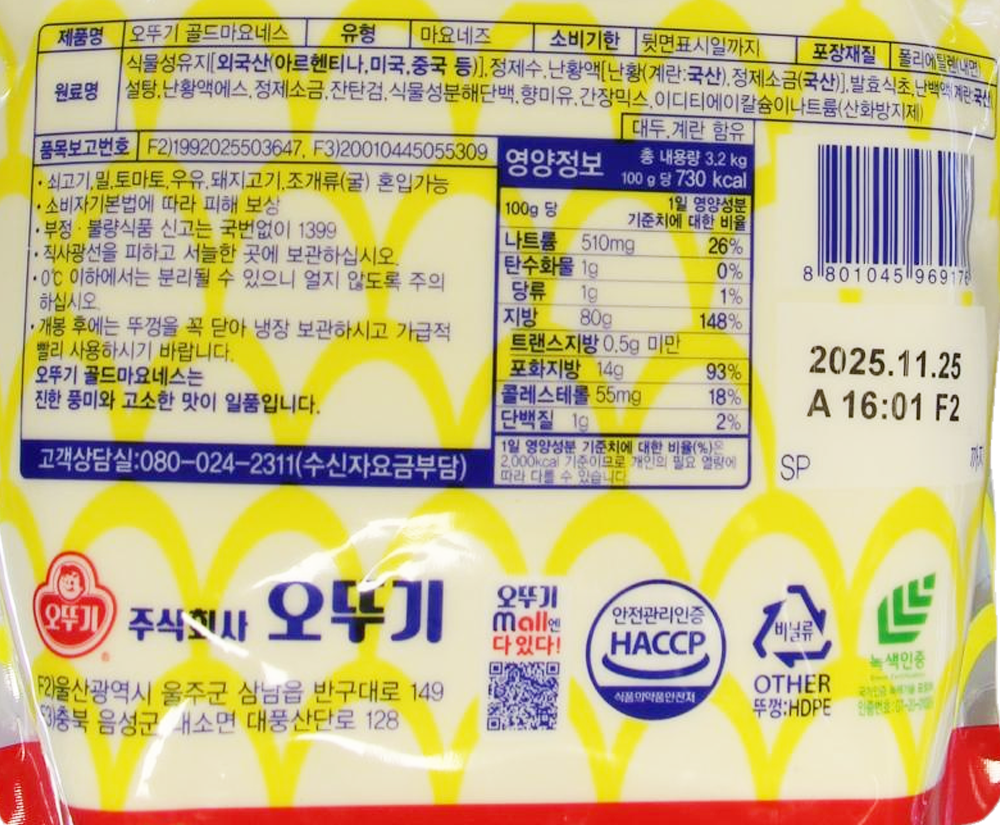 제품명 오뚜기 골드마요네스 유형 마요네즈 소비기한 뒷면표시일까지 포장재질 폴리에틸렌(내면)
원료명 식물성유지[외국산(아르헨티나,미국,중국 등)],정제수,난황액[난황(계란:국산),정제소금(국산)],발효식초,난백액(계란:국산)
설탕,난황액에스,정제소금,잔탄검,식물성분해단백,향미유,간장믹스,이디티에이칼슘이나트륨(산화방지제)
대두,계란 함유
품목보고번호 F2)1992025503647, F3)20010445055309
·쇠고기,밀,토마토,우유,돼지고기,조개류(굴) 혼입가능
·소비자기본법에 따라 피해 보상
·부정·불량식품 신고는 국번없이 1399
·직사광선을 피하고 서늘한 곳에 보관하십시오.
·0℃ 이하에서는 분리될 수 있으니 얼지 않도록 주의
하십시오.
·개봉 후에는 뚜껑을 꼭 닫아 냉장 보관하시고 가급적
빨리 사용하시기 바랍니다.
오뚜기 골드마요네스는
진한 풍미와 고소한 맛이 일품입니다.
고객상담실:080-024-2311(수신자요금부담)
영양정보
총 내용량 3.2 kg
100 g 당 730 kcal
100g 당 1일 영양성분
기준치에 대한 비율
나트륨 510mg 26%
탄수화물 1g 0%
당류 1g 1%
지방 80g 148%
트랜스지방 0.5g 미만
포화지방 14g 93%
콜레스테롤 55mg 18%
단백질 1g 2%
1일 영양성분 기준치에 대한 비율(%)은
2,000kcal 기준이므로 개인의 필요 열량에
따라 다를 수 있습니다.
8 801045 969176
2025.11.25
A 16:01 F2
SP
까지
오뚜기
주식회사 오뚜기
F2)울산광역시 울주군 삼남읍 반구대로 149
F3)충북 음성군 대소면 대풍산단로 128
오뚜기
mall엔
다 있다!
안전관리인증
HACCP
식품의약품안전처
비닐류
OTHER
뚜껑:HDPE
녹색인증